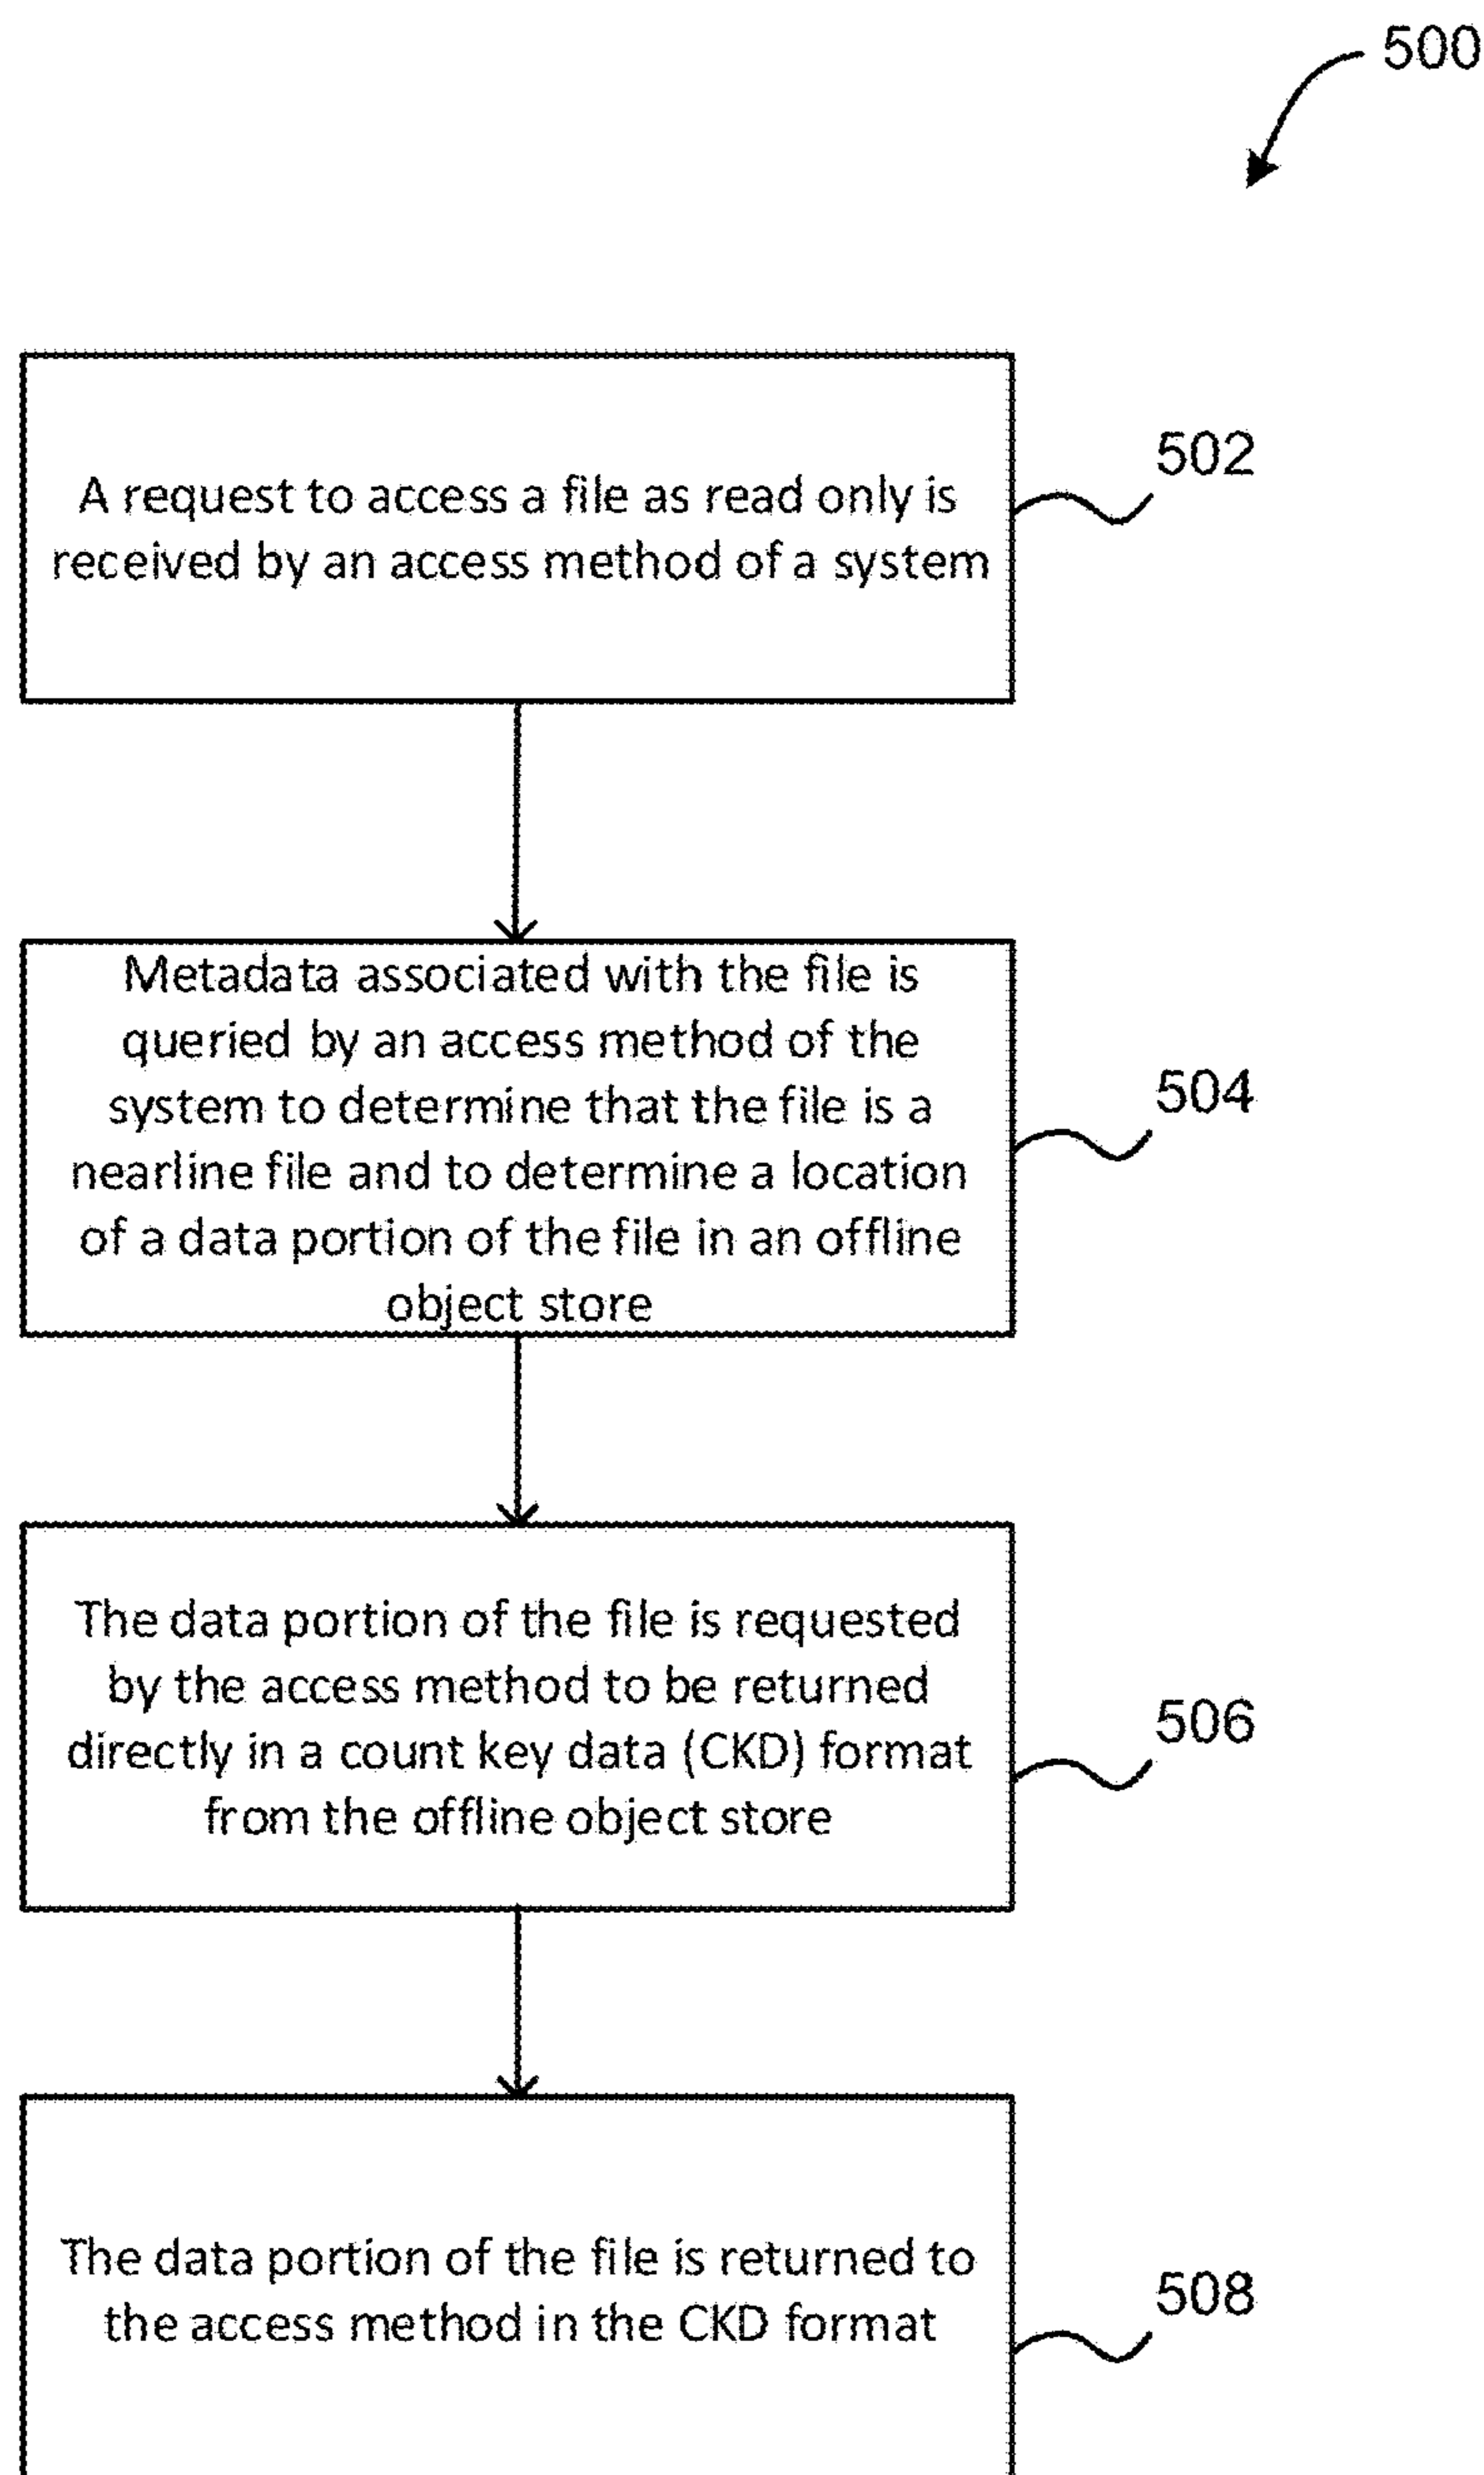 500
A request to access a file as read only is
received by an access method of a system
502
Metadata associated with the file is
queried by an access method of the
system to determine that the file is a
nearline file and to determine a location
of a data portion of the file in an offline
object store
504
The data portion of the file is requested
by the access method to be returned
directly in a count key data (CKD) format
from the offline object store
506
The data portion of the file is returned to
the access method in the CKD format
508